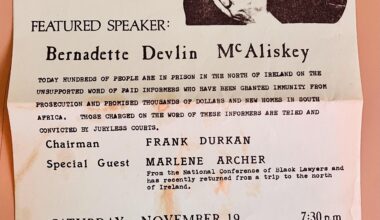 FEATURED SPEAKER:
Bernadette Devlin McAliskey
TODAY HUNDREDS OF PEOPLE ARE IN PRISON IN THE NORTH OF IRELAND ON THE
UNSUPPORTED WORD OF PAID INFORMERS WHO HAVE BEEN GRANTED IMMUNITY FROM
PROSECUTION AND PROMISED THOUSANDS OF DOLLARS AND NEW HOMES IN SOUTH
AFRICA. THOSE CHARGED ON THE WORD OF THESE INFORMERS ARE TRIED AND
CONVICTED BY JURYLESS COURTS.
Chairman FRANK DURKAN
Special Guest MARLENE ARCHER
From the National Conference of Black Lawyers and
has recently returned from a trip to the north
of Ireland.
SATURDAY NOVEMBER 19 7:30pm